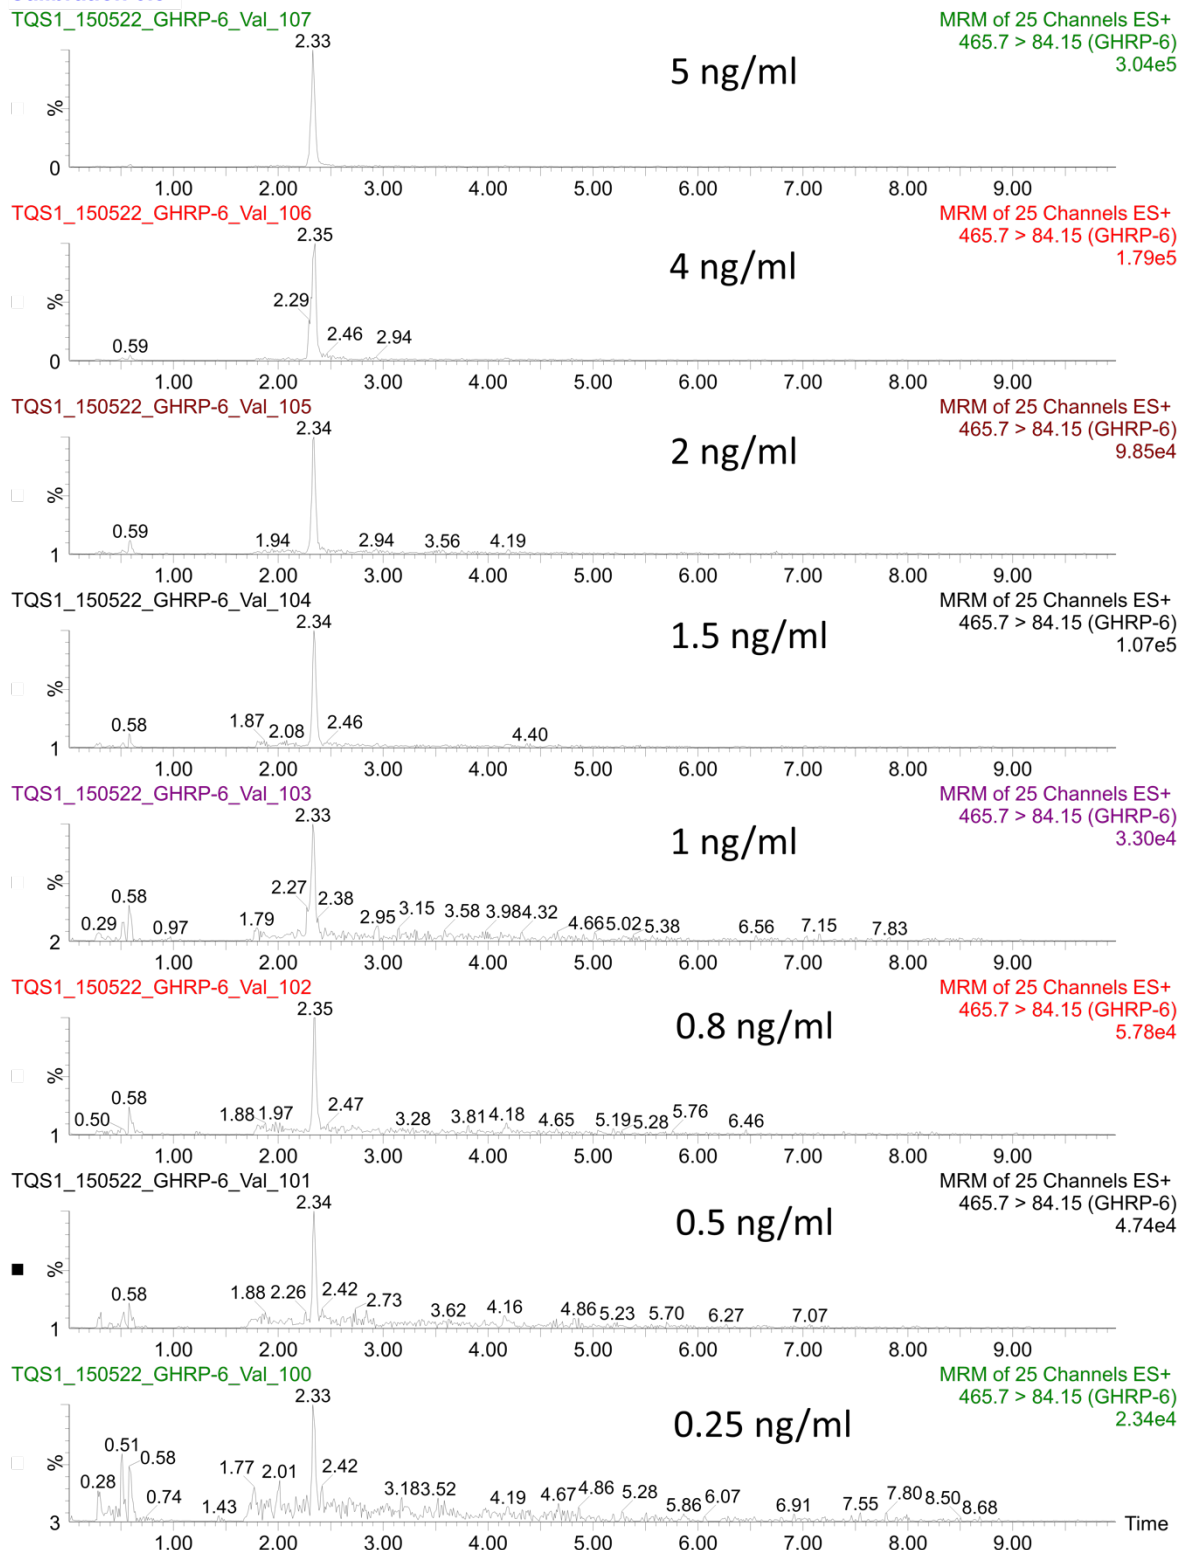 TQS1_150522_GHRP-6_Val_107
MRM of 25 Channels ES+
465.7 > 84.15 (GHRP-6)
3.04e5
2.33
5 ng/ml
%
0
1.00 2.00 3.00 4.00 5.00 6.00 7.00 8.00 9.00
TQS1_150522_GHRP-6_Val_106
MRM of 25 Channels ES+
465.7 > 84.15 (GHRP-6)
1.79e5
2.35
4 ng/ml
%
2.29
0.59 2.46 2.94
0
1.00 2.00 3.00 4.00 5.00 6.00 7.00 8.00 9.00
TQS1_150522_GHRP-6_Val_105
MRM of 25 Channels ES+
465.7 > 84.15 (GHRP-6)
9.85e4
2.34
2 ng/ml
%
0.59 1.94 2.94 3.56 4.19
1
1.00 2.00 3.00 4.00 5.00 6.00 7.00 8.00 9.00
TQS1_150522_GHRP-6_Val_104
MRM of 25 Channels ES+
465.7 > 84.15 (GHRP-6)
1.07e5
2.34
1.5 ng/ml
%
0.58 1.87 2.08 2.46 4.40
1
1.00 2.00 3.00 4.00 5.00 6.00 7.00 8.00 9.00
TQS1_150522_GHRP-6_Val_103
MRM of 25 Channels ES+
465.7 > 84.15 (GHRP-6)
3.30e4
2.33
1 ng/ml
%
0.29 0.58 0.97 1.79 2.27 2.38 2.95 3.15 3.58 3.98 4.32 4.66 5.02 5.38 6.56 7.15 7.83
2
1.00 2.00 3.00 4.00 5.00 6.00 7.00 8.00 9.00
TQS1_150522_GHRP-6_Val_102
MRM of 25 Channels ES+
465.7 > 84.15 (GHRP-6)
5.78e4
2.35
0.8 ng/ml
%
0.50 0.58 1.88 1.97 2.47 3.28 3.81 4.18 4.65 5.19 5.28 5.76 6.46
1
1.00 2.00 3.00 4.00 5.00 6.00 7.00 8.00 9.00
TQS1_150522_GHRP-6_Val_101
MRM of 25 Channels ES+
465.7 > 84.15 (GHRP-6)
4.74e4
2.34
0.5 ng/ml
%
0.58 1.88 2.26 2.42 2.73 3.62 4.16 4.86 5.23 5.70 6.27 7.07
1
1.00 2.00 3.00 4.00 5.00 6.00 7.00 8.00 9.00
TQS1_150522_GHRP-6_Val_100
MRM of 25 Channels ES+
465.7 > 84.15 (GHRP-6)
2.34e4
2.33
0.25 ng/ml
%
0.28 0.51 0.58 0.74 1.43 1.77 2.01 2.42 3.18 3.52 4.19 4.67 4.86 5.28 5.86 6.07 6.91 7.55 7.80 8.50 8.68
3
Time
1.00 2.00 3.00 4.00 5.00 6.00 7.00 8.00 9.00